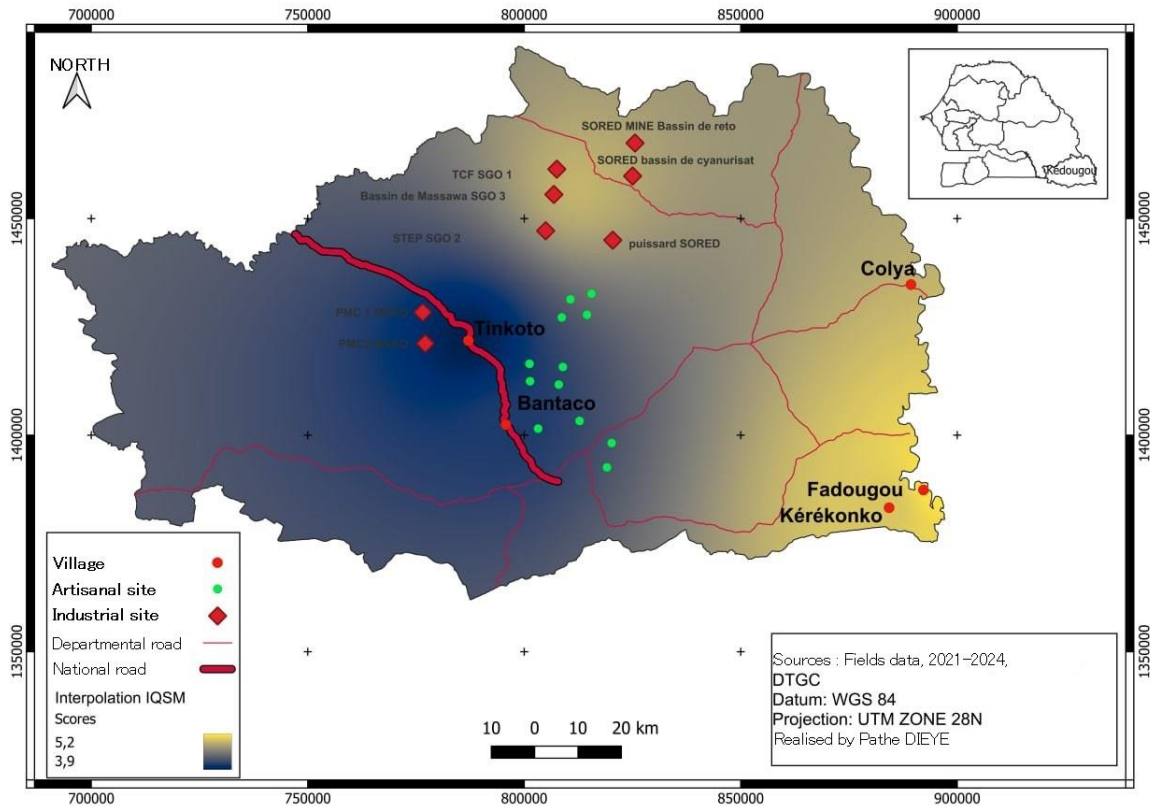 700000 750000 800000 850000 900000
NORTH
SORED MINE Bassin de reto
SORED bassin de cyanurisat
TCF SGO 1
Bassin de Massawa SGO 3
STEP SGO 2
puissard SORED
Kédougou
1450000
1450000
Colya
PMC
Tinkoto
PMC
Bantaco
1400000
1400000
Fadougou
Kérékonko
Village
Artisanal site
Industrial site
Departmental road
National road
Interpolation IQSM
Scores
5,2
3,9
1350000
1350000
10 0 10 20 km
Sources : Fields data, 2021-2024,
DTGC
Datum: WGS 84
Projection: UTM ZONE 28N
Realised by Pathe DIEYE
700000 750000 800000 850000 900000